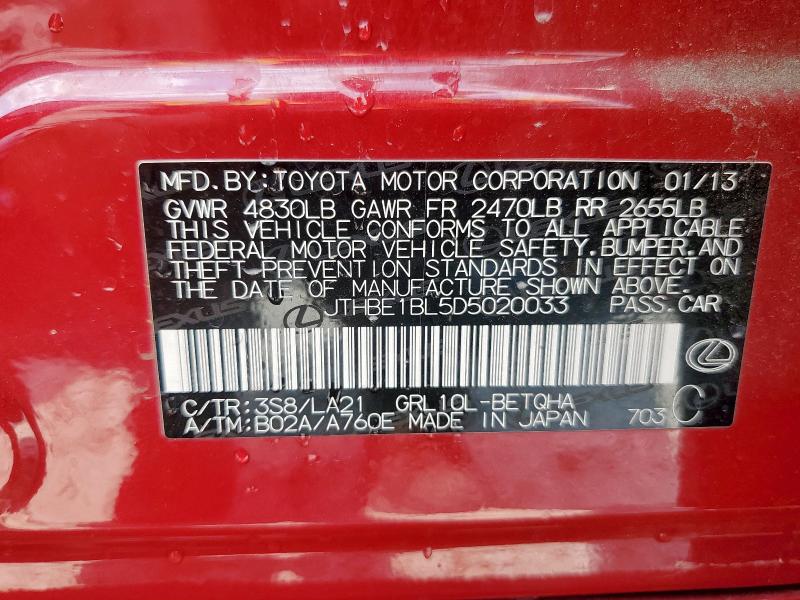 MFD.BY:TOYOTA MOTOR CORPORATION 01/13
GVWR 4830LB GAWR FR 2470LB RR 2655LB
THIS VEHICLE CONFORMS TO ALL APPLICABLE
FEDERAL MOTOR VEHICLE SAFETY,BUMPER,AND
THEFT PREVENTION STANDARDS IN EFFECT ON
THE DATE OF MANUFACTURE SHOWN ABOVE.
JTHBE1BL5D5020033 PASS.CAR
C/TR:3S8/LA21 GRL10L-BETQHA
A/TM:B02A/A760E MADE IN JAPAN 703 C